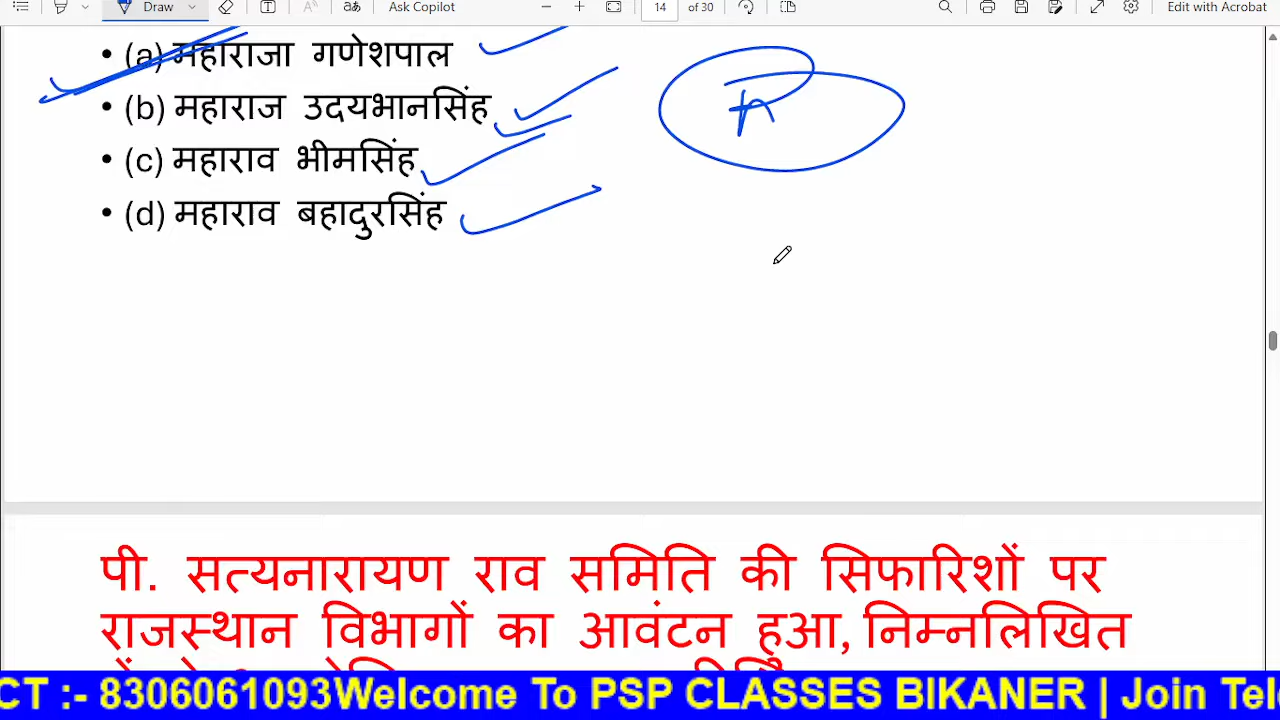 Draw
Ask Copilot
14 of 30
Edit with Acrobat
• (a) महाराजा गणेशपाल
• (b) महाराज उदयभानसिंह
• (c) महाराव भीमसिंह
• (d) महाराव बहादुरसिंह
पी. सत्यनारायण राव समिति की सिफारिशों पर
राजस्थान विभागों का आवंटन हुआ, निम्नलिखित
CT :- 8306061093Welcome To PSP CLASSES BIKANER | Join Tel